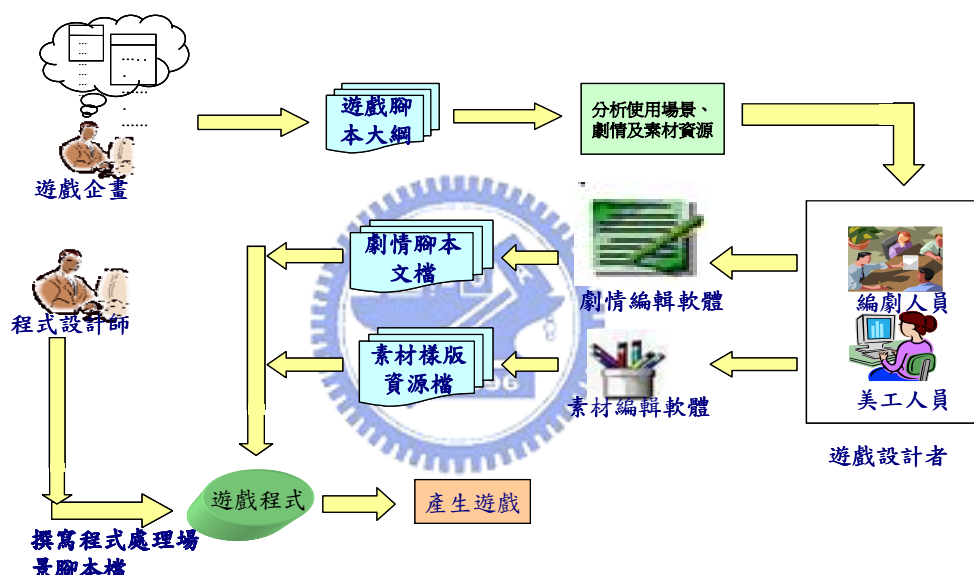 遊戲企畫
遊戲腳
本大綱
分析使用場景、
劇情及素材資源
程式設計師
劇情腳本
文檔
劇情編輯軟體
編劇人員
素材樣版
資源檔
素材編輯軟體
美工人員
遊戲設計者
遊戲程式
產生遊戲
撰寫程式處理場
景腳本檔